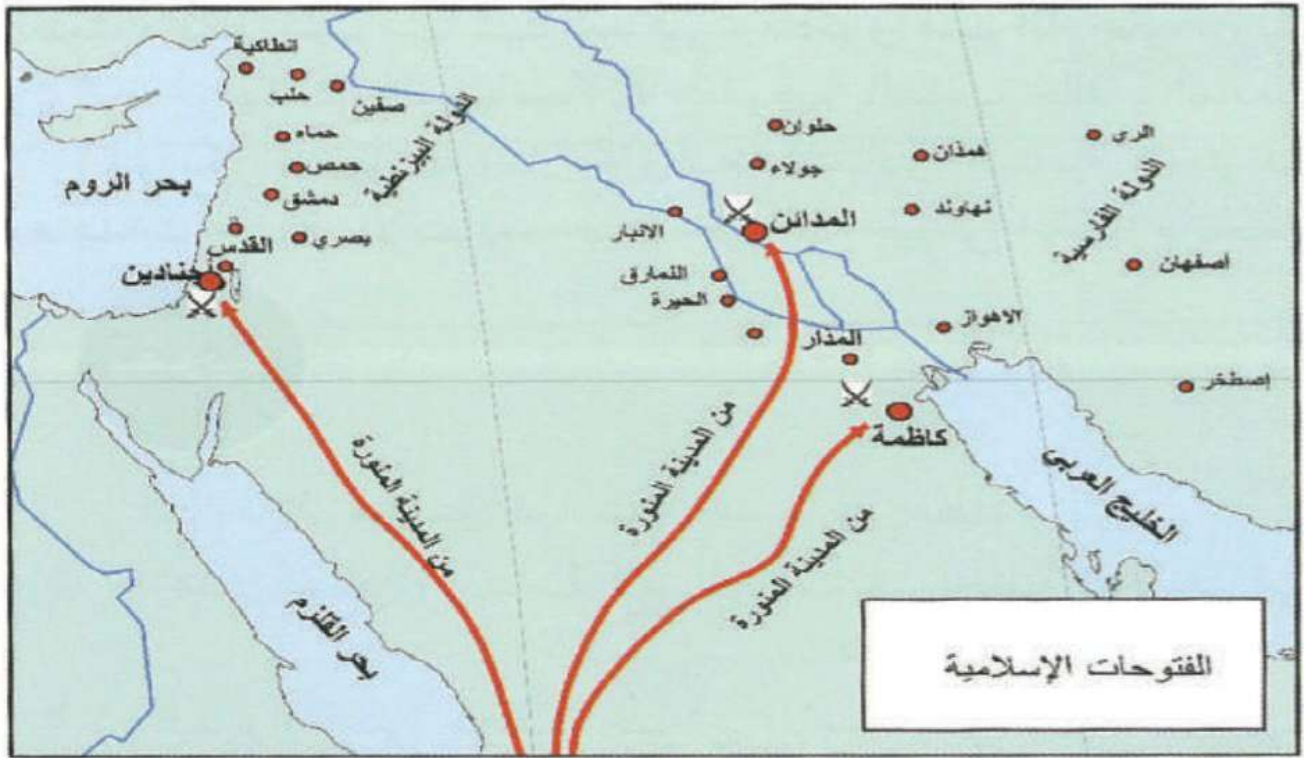 انطاكية
حلب
صفين
حماه
حمص
دمشق
بصري
القدس
جنادين
بحر الروم
الدولة البيزنطية
حلوان
جولاء
المدائن
الانبار
النمارق
الحيرة
المذار
كاظمة
همذان
نهاوند
الري
الدولة الفارسية
أصفهان
الاهواز
إصطخر
الخليج العربي
بحر القلزم
من المدينة المنورة
من المدينة المنورة
من المدينة المنورة
الفتوحات الإسلامية